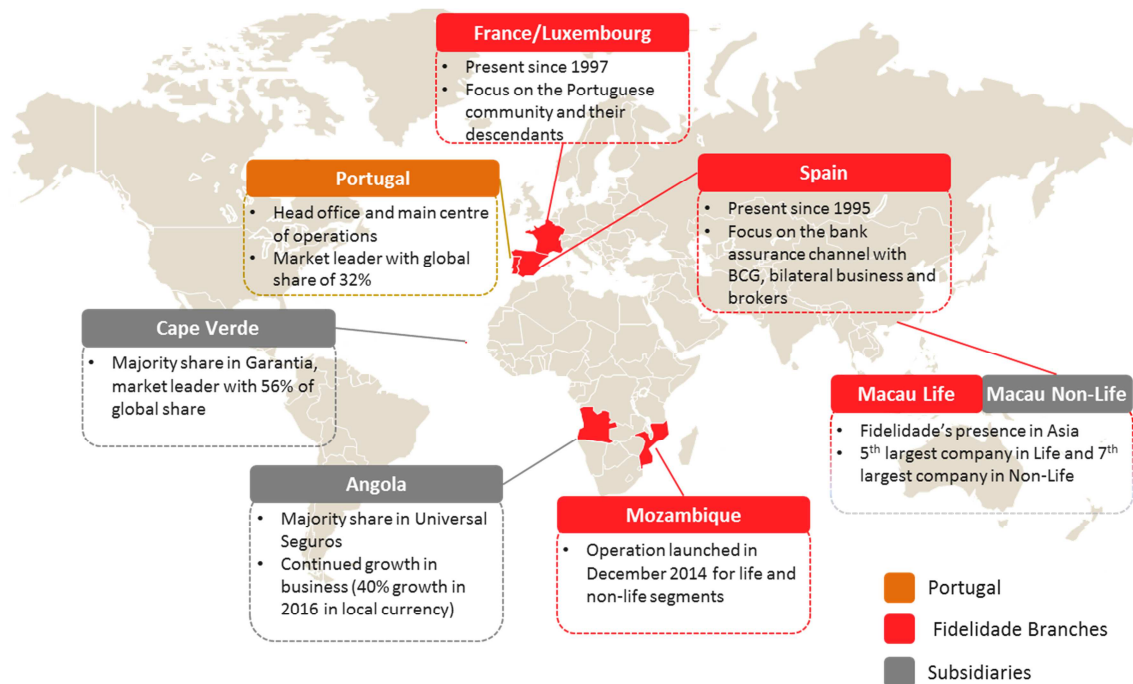 France/Luxembourg
• Present since 1997
• Focus on the Portuguese
community and their
descendants
Portugal
• Head office and main centre
of operations
• Market leader with global
share of 32%
Spain
• Present since 1995
• Focus on the bank
assurance channel with
BCG, bilateral business and
brokers
Cape Verde
• Majority share in Garantia,
market leader with 56% of
global share
Macau Life
Macau Non-Life
• Fidelidade’s presence in Asia
• 5th largest company in Life and 7th
largest company in Non-Life
Angola
• Majority share in Universal
Seguros
• Continued growth in
business (40% growth in
2016 in local currency)
Mozambique
• Operation launched in
December 2014 for life and
non-life segments
Portugal
Fidelidade Branches
Subsidiaries